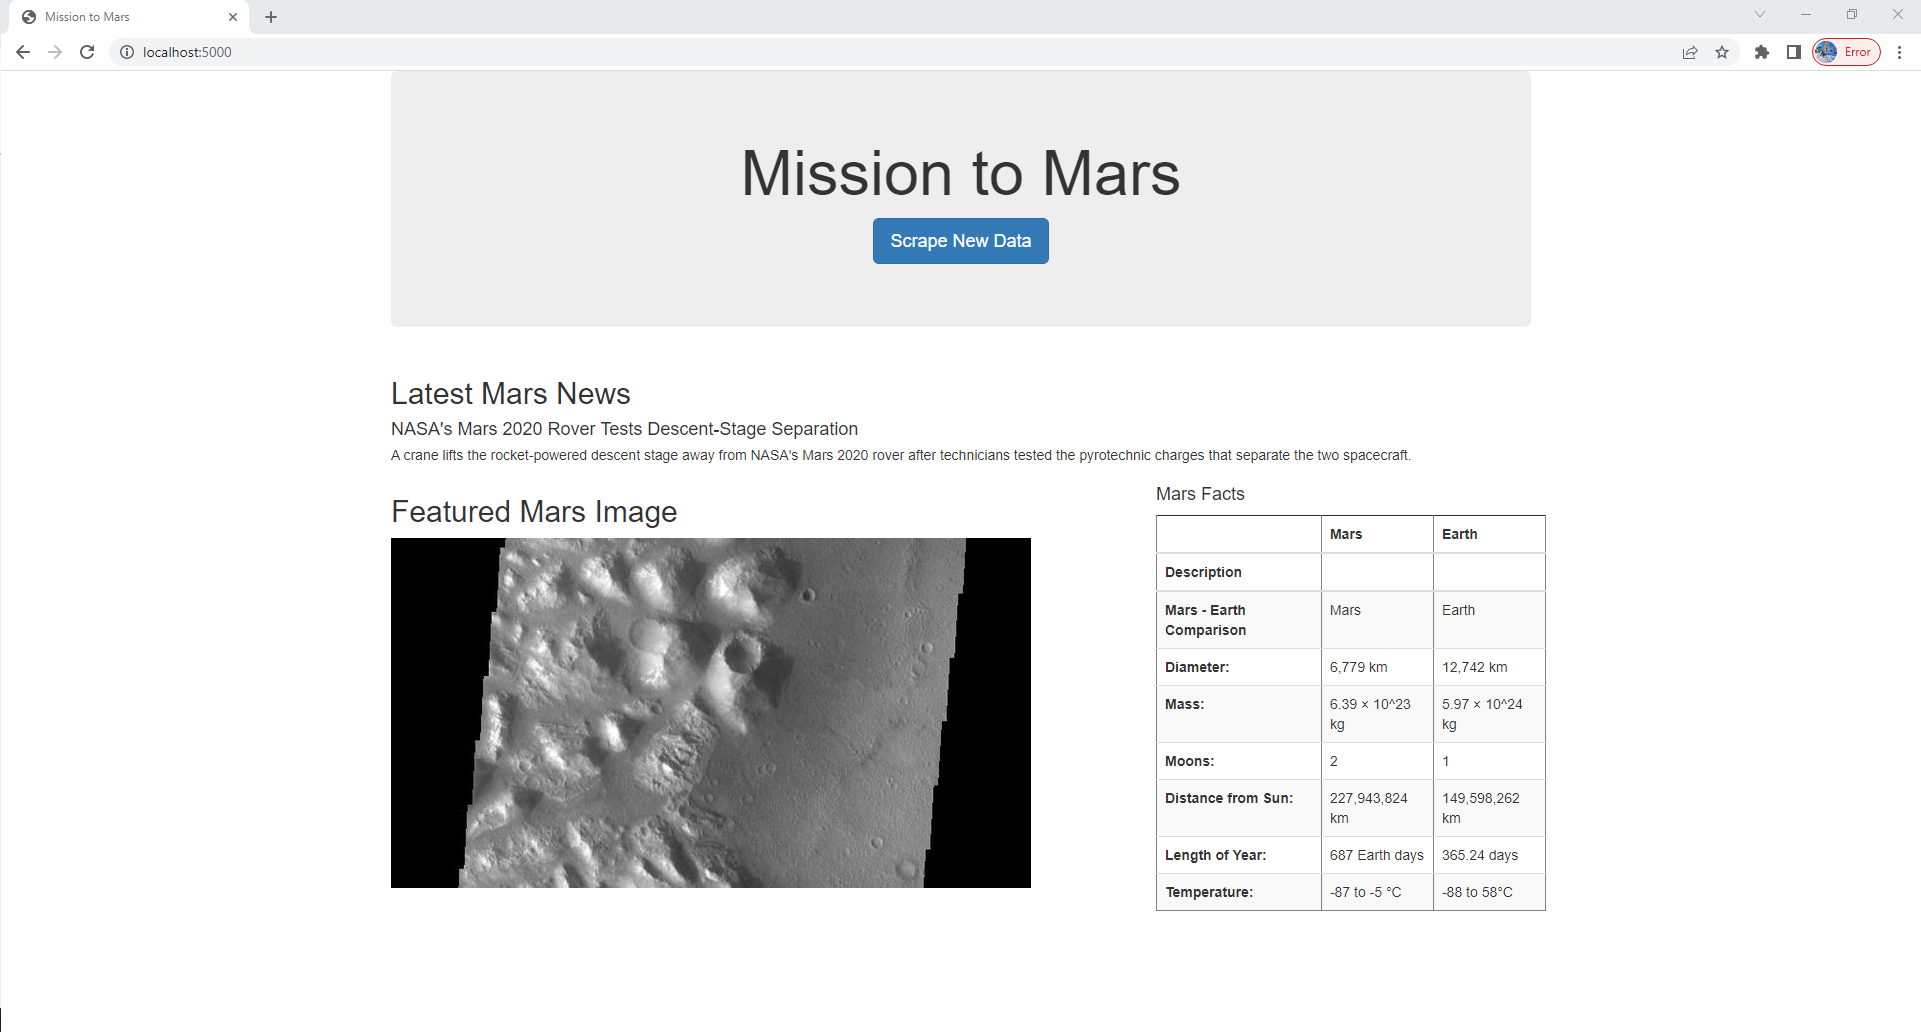 Mission to Mars
localhost:5000
Error
Mission to Mars
Scrape New Data
Latest Mars News
NASA's Mars 2020 Rover Tests Descent-Stage Separation
A crane lifts the rocket-powered descent stage away from NASA's Mars 2020 rover after technicians tested the pyrotechnic charges that separate the two spacecraft.
Featured Mars Image
Mars Facts
Mars Earth
Description
Mars - Earth
Comparison
Mars Earth
Diameter: 6,779 km 12,742 km
Mass: 6.39 × 10^23
kg
5.97 × 10^24
kg
Moons: 2 1
Distance from Sun: 227,943,824
km
149,598,262
km
Length of Year: 687 Earth days 365.24 days
Temperature: -87 to -5 °C -88 to 58°C